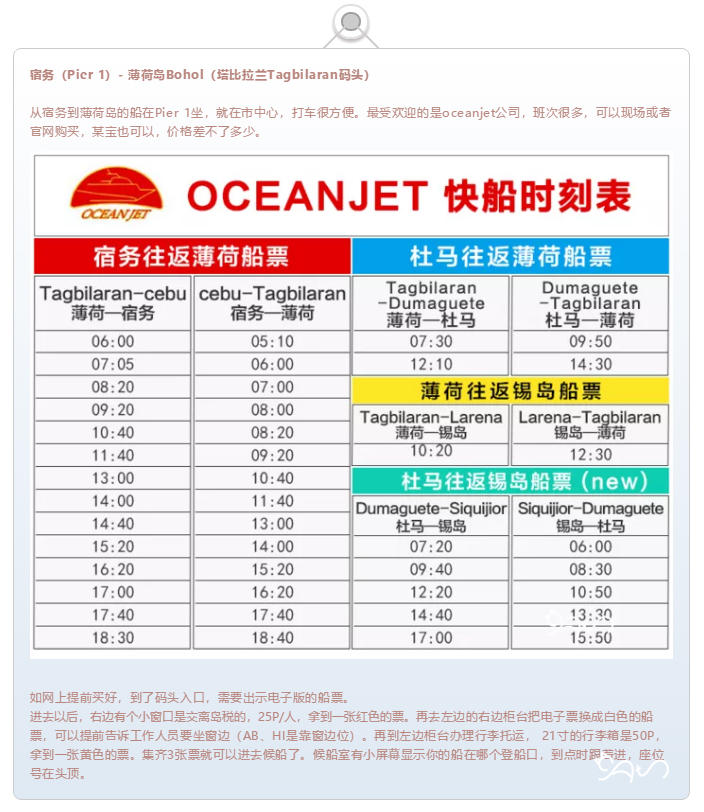 宿务（Pier 1）- 薄荷岛Bohol（塔比拉兰Tagbilaran码头）
从宿务到薄荷岛的船在Pier 1坐，就在市中心，打车很方便。最受欢迎的是oceanjet公司，班次很多，可以现场或者
官网购买，某宝也可以，价格差不了多少。
OCEANJET
OCEANJET 快船时刻表
宿务往返薄荷船票
Tagbilaran-cebu cebu-Tagbilaran
薄荷—宿务 宿务—薄荷
06:00 05:10
07:05 06:00
08:20 07:00
09:20 08:00
10:40 08:20
11:40 09:20
13:00 10:40
14:00 11:40
14:40 13:00
15:20 14:00
16:20 15:20
17:00 16:20
17:40 17:40
18:30 18:40
杜马往返薄荷船票
Tagbilaran Dumaguete
-Dumaguete -Tagbilaran
薄荷—杜马 杜马—薄荷
07:30 09:50
12:10 14:30
薄荷往返锡岛船票
Tagbilaran-Larena Larena-Tagbilaran
薄荷—锡岛 锡岛—薄荷
10:20 12:30
杜马往返锡岛船票（new）
Dumaguete-Siquijior Siquijior-Dumaguete
杜马—锡岛 锡岛—杜马
07:20 06:00
09:40 08:30
12:20 10:50
14:40 13:30
17:00 15:50
如网上提前买好，到了码头入口，需要出示电子版的船票。
进去以后，右边有个小窗口是交离岛税的，25P/人，拿到一张红色的票。再去左边的右边柜台把电子票换成白色的船
票，可以提前告诉工作人员要坐窗边（AB、HI是靠窗边位）。再到左边柜台办理行李托运， 21寸的行李箱是50P，
拿到一张黄色的票。集齐3张票就可以进去候船了。候船室有小屏幕显示你的船在哪个登船口，到点时跟着进，座位
号在头顶。